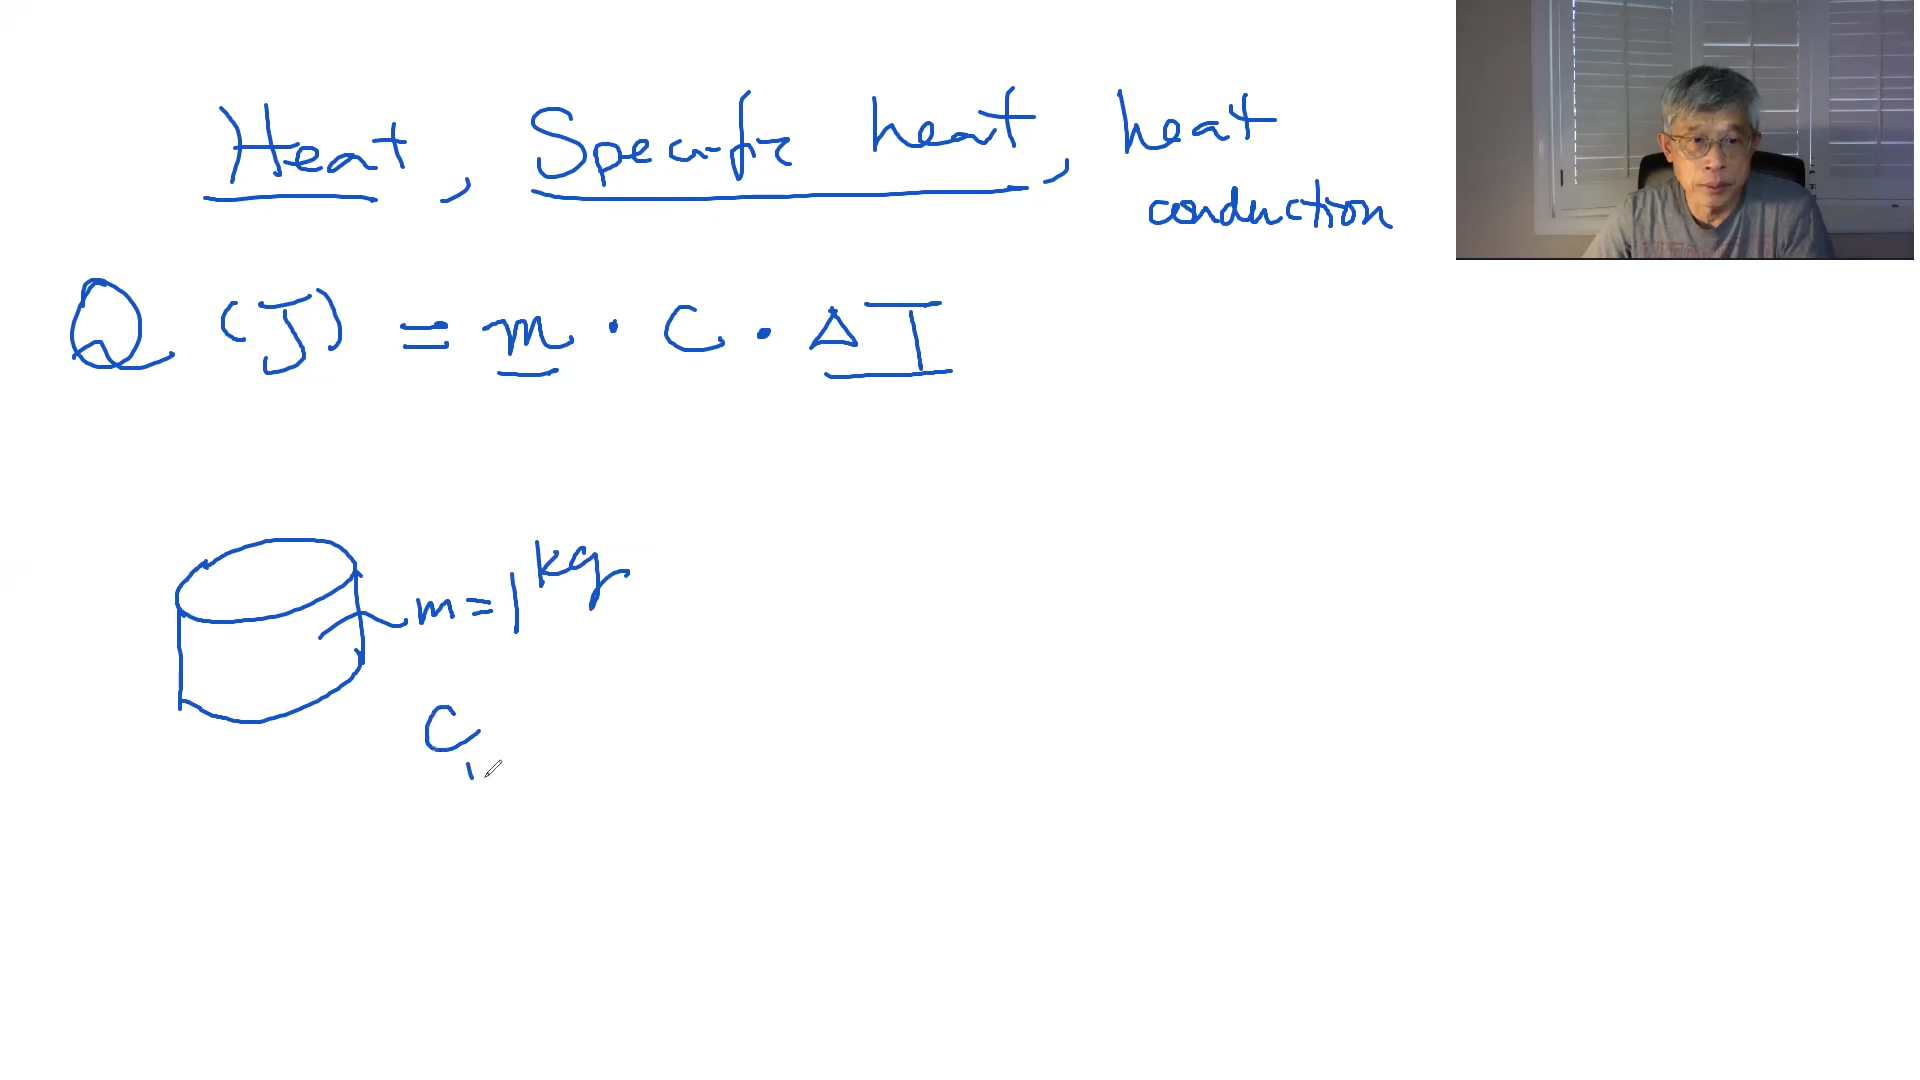 Heat, Specific heat, heat
conduction
Q (J) = m · C · ΔT
m = 1 kg
C